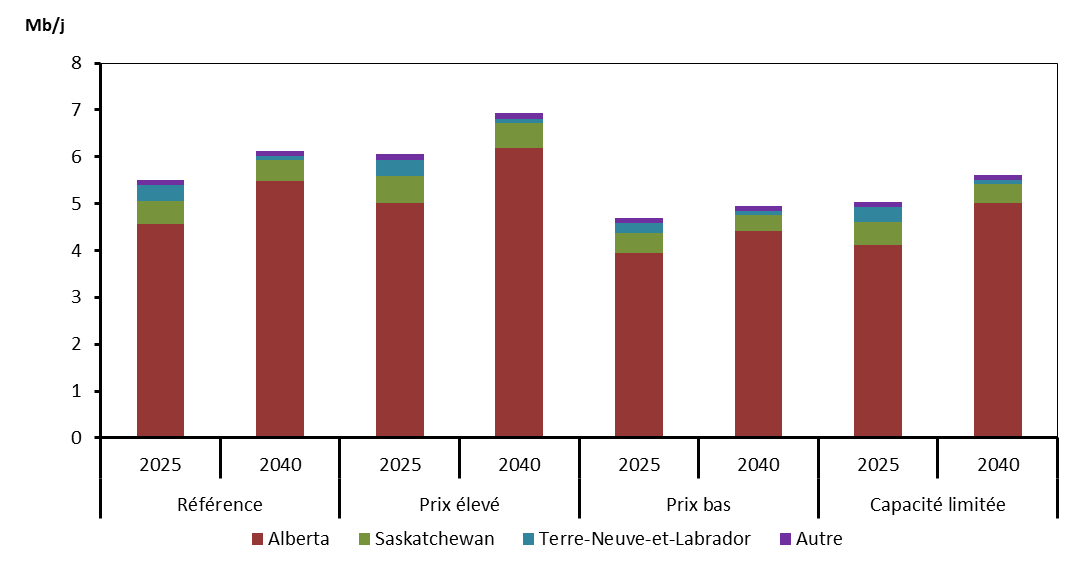 Mb/j
8
7
6
5
4
3
2
1
0
2025 2040 2025 2040 2025 2040 2025 2040
Référence Prix élevé Prix bas Capacité limitée
Alberta Saskatchewan Terre-Neuve-et-Labrador Autre